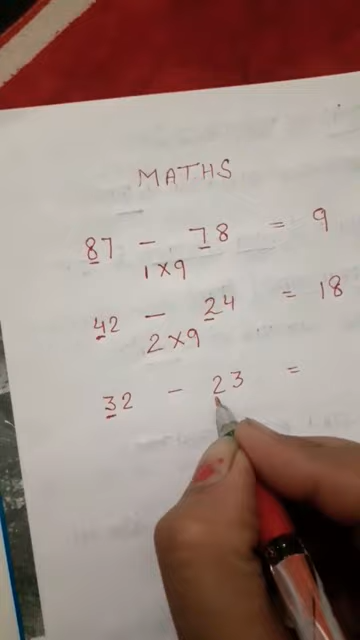 MATHS
87 - 78 = 9
1x9
42 - 24 = 18
2x9
32 - 23 =